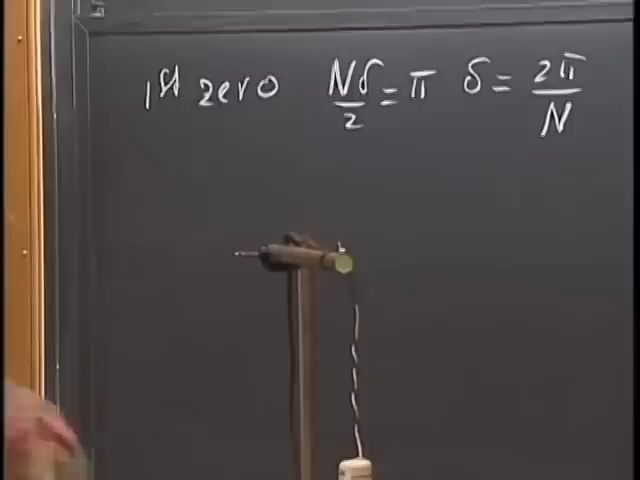 1st zero Nδ/2 = π δ = 2π/N